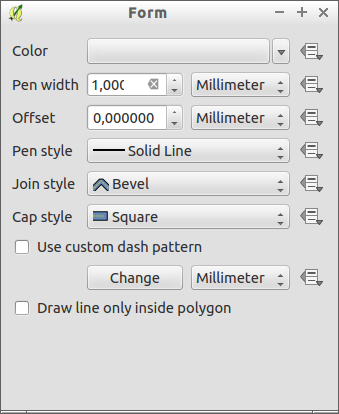 Form
Color
Pen width 1,000 Millimeter
Offset 0,000000 Millimeter
Pen style Solid Line
Join style Bevel
Cap style Square
Use custom dash pattern
Change Millimeter
Draw line only inside polygon